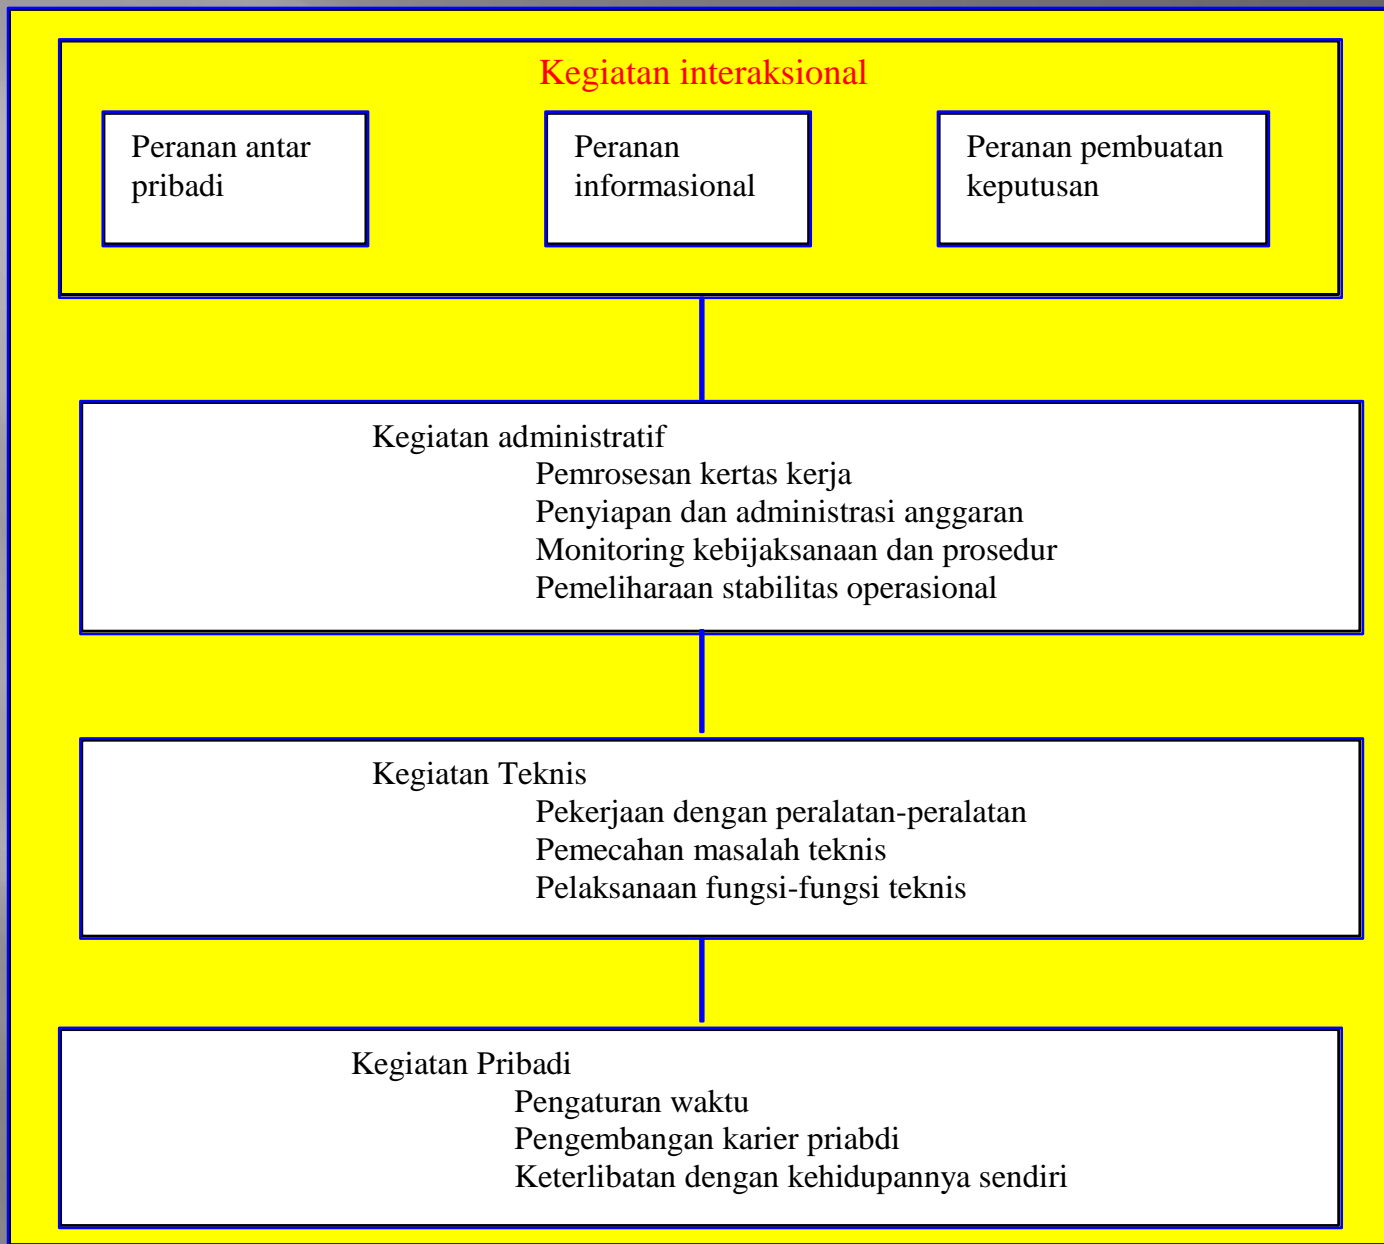 Kegiatan interaksional
Peranan antar
pribadi
Peranan
informasional
Peranan pembuatan
keputusan
Kegiatan administratif
Pemrosesan kertas kerja
Penyiapan dan administrasi anggaran
Monitoring kebijaksanaan dan prosedur
Pemeliharaan stabilitas operasional
Kegiatan Teknis
Pekerjaan dengan peralatan-peralatan
Pemecahan masalah teknis
Pelaksanaan fungsi-fungsi teknis
Kegiatan Pribadi
Pengaturan waktu
Pengembangan karier priabdi
Keterlibatan dengan kehidupannya sendiri